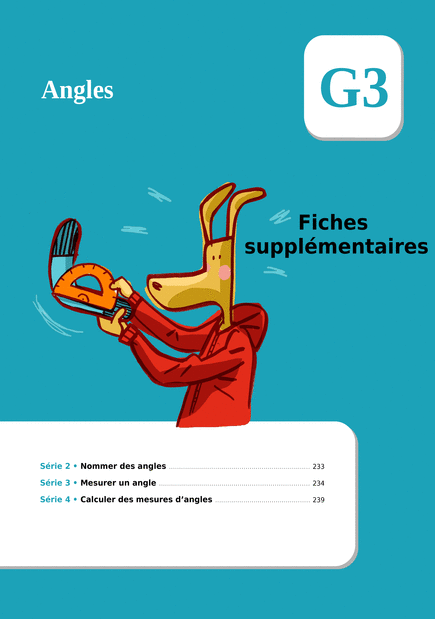 Angles
G3
Fiches
supplémentaires
Série 2 • Nommer des angles ........ 233
Série 3 • Mesurer un angle ........ 234
Série 4 • Calculer des mesures d’angles ........ 239